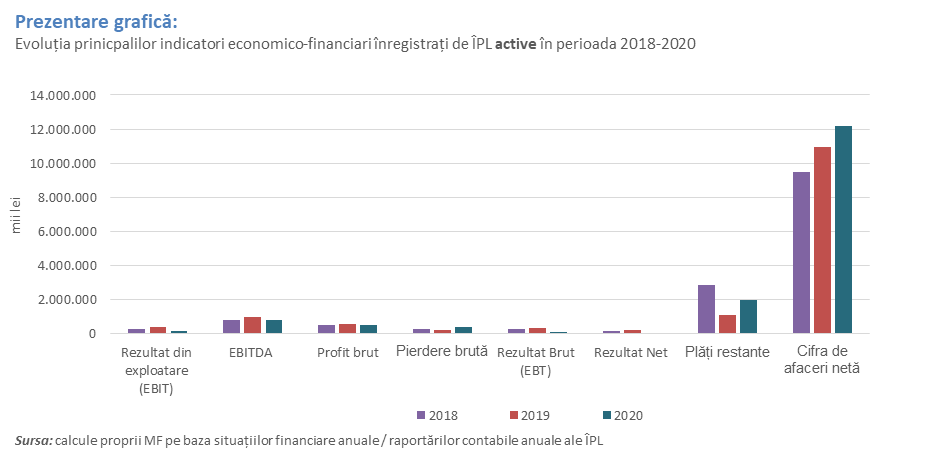 Prezentare grafică:
Evoluția prinicpalilor indicatori economico-financiari înregistrați de ÎPL active în perioada 2018-2020
14.000.000
12.000.000
10.000.000
8.000.000
6.000.000
4.000.000
2.000.000
0
mii lei
Rezultat din
exploatare
(EBIT)
EBITDA
Profit brut
Pierdere brută
Rezultat Brut
(EBT)
Rezultat Net
Plăți restante
Cifra de
afaceri netă
2018
2019
2020
Sursa: calcule proprii MF pe baza situațiilor financiare anuale / raportărilor contabile anuale ale ÎPL